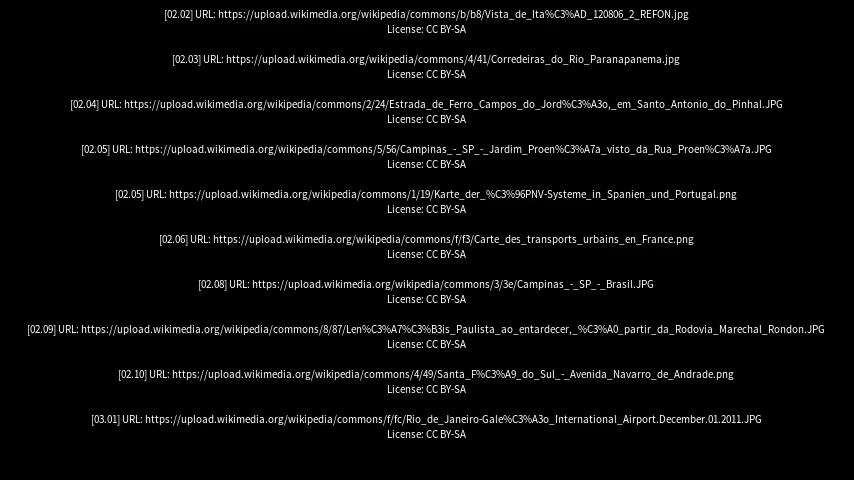 [02.02] URL: https://upload.wikimedia.org/wikipedia/commons/b/b8/Vista_de_Ita%C3%AD_120806_2_REFON.jpg
License: CC BY-SA
[02.03] URL: https://upload.wikimedia.org/wikipedia/commons/4/41/Corredeiras_do_Rio_Paranapanema.jpg
License: CC BY-SA
[02.04] URL: https://upload.wikimedia.org/wikipedia/commons/2/24/Estrada_de_Ferro_Campos_do_Jord%C3%A3o,_em_Santo_Antonio_do_Pinhal.JPG
License: CC BY-SA
[02.05] URL: https://upload.wikimedia.org/wikipedia/commons/5/56/Campinas_-_SP_-_Jardim_Proen%C3%A7a_visto_da_Rua_Proen%C3%A7a.JPG
License: CC BY-SA
[02.05] URL: https://upload.wikimedia.org/wikipedia/commons/1/19/Karte_der_%C3%96PNV-Systeme_in_Spanien_und_Portugal.png
License: CC BY-SA
[02.06] URL: https://upload.wikimedia.org/wikipedia/commons/f/f3/Carte_des_transports_urbains_en_France.png
License: CC BY-SA
[02.08] URL: https://upload.wikimedia.org/wikipedia/commons/3/3e/Campinas_-_SP_-_Brasil.JPG
License: CC BY-SA
[02.09] URL: https://upload.wikimedia.org/wikipedia/commons/8/87/Len%C3%A7%C3%B3is_Paulista_ao_entardecer,_%C3%A0_partir_da_Rodovia_Marechal_Rondon.JPG
License: CC BY-SA
[02.10] URL: https://upload.wikimedia.org/wikipedia/commons/4/49/Santa_F%C3%A9_do_Sul_-_Avenida_Navarro_de_Andrade.png
License: CC BY-SA
[03.01] URL: https://upload.wikimedia.org/wikipedia/commons/f/fc/Rio_de_Janeiro-Gale%C3%A3o_International_Airport.December.01.2011.JPG
License: CC BY-SA